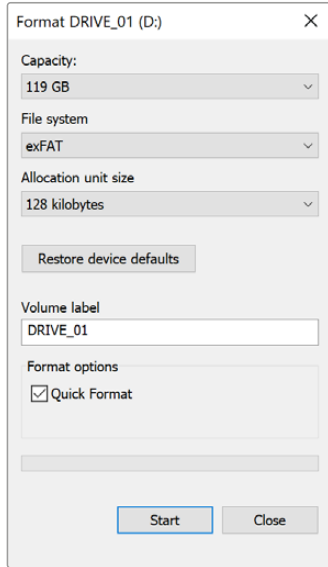 Format DRIVE_01 (D:)
Capacity:
119 GB
File system
exFAT
Allocation unit size
128 kilobytes
Restore device defaults
Volume label
DRIVE_01
Format options
Quick Format
Start Close